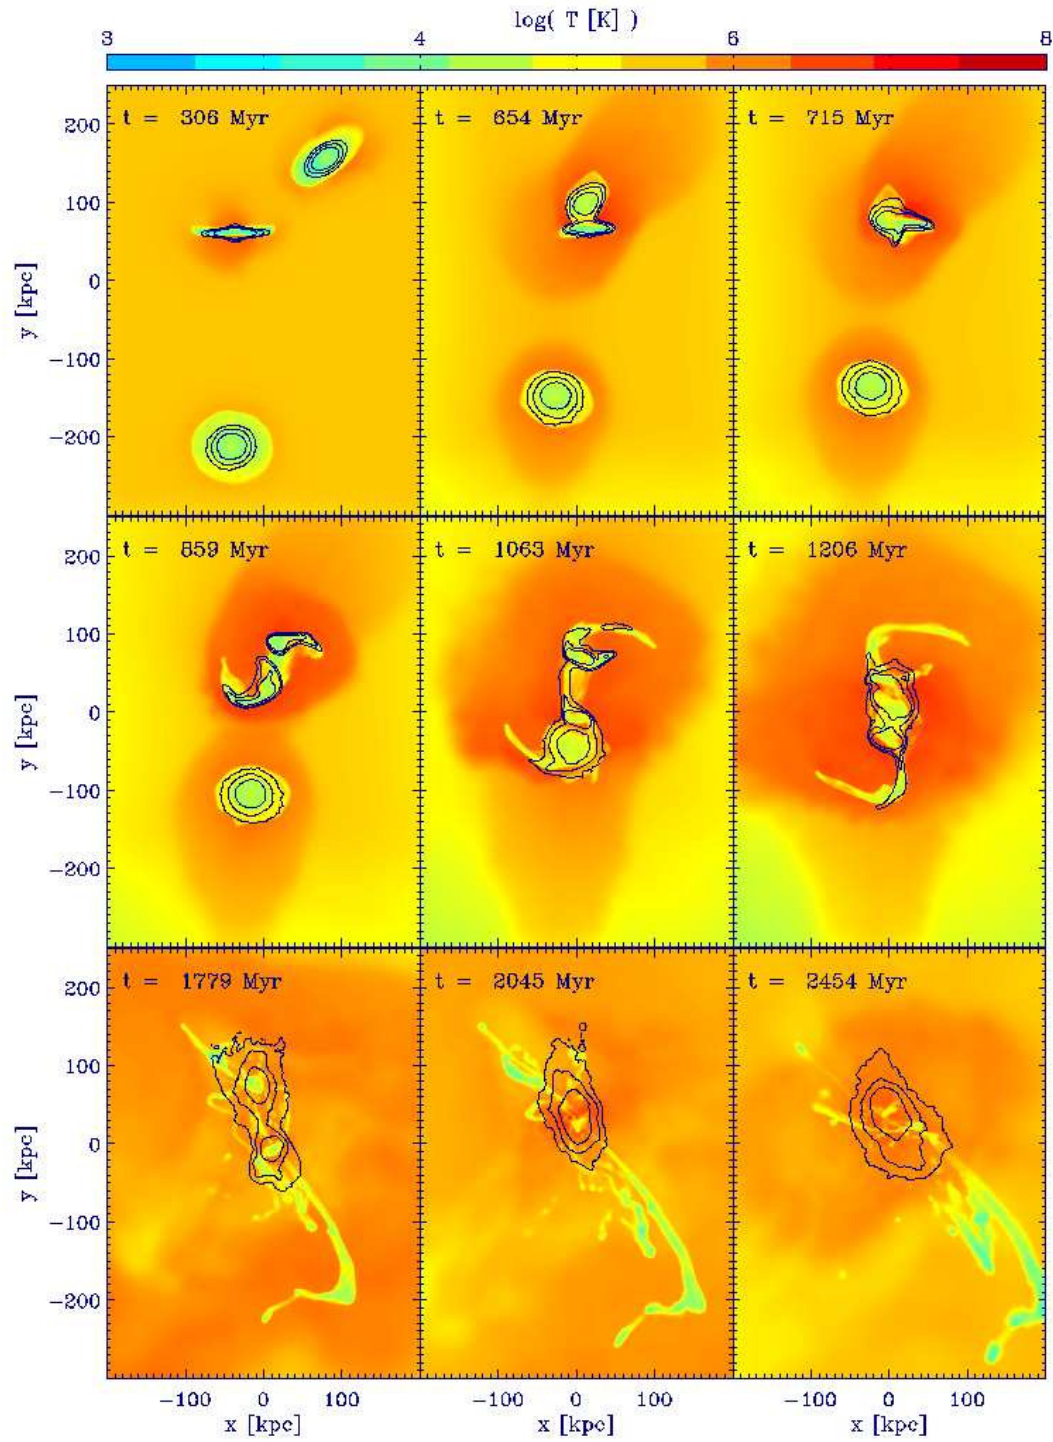 log( T [K] )
3 4 6 8
t = 306 Myr t = 654 Myr t = 715 Myr
200
100
0
−100
−200
y [kpc]
t = 859 Myr t = 1063 Myr t = 1206 Myr
200
100
0
−100
−200
y [kpc]
t = 1779 Myr t = 2045 Myr t = 2454 Myr
200
100
0
−100
−200
y [kpc]
−100 0 100 −100 0 100 −100 0 100
x [kpc] x [kpc] x [kpc]